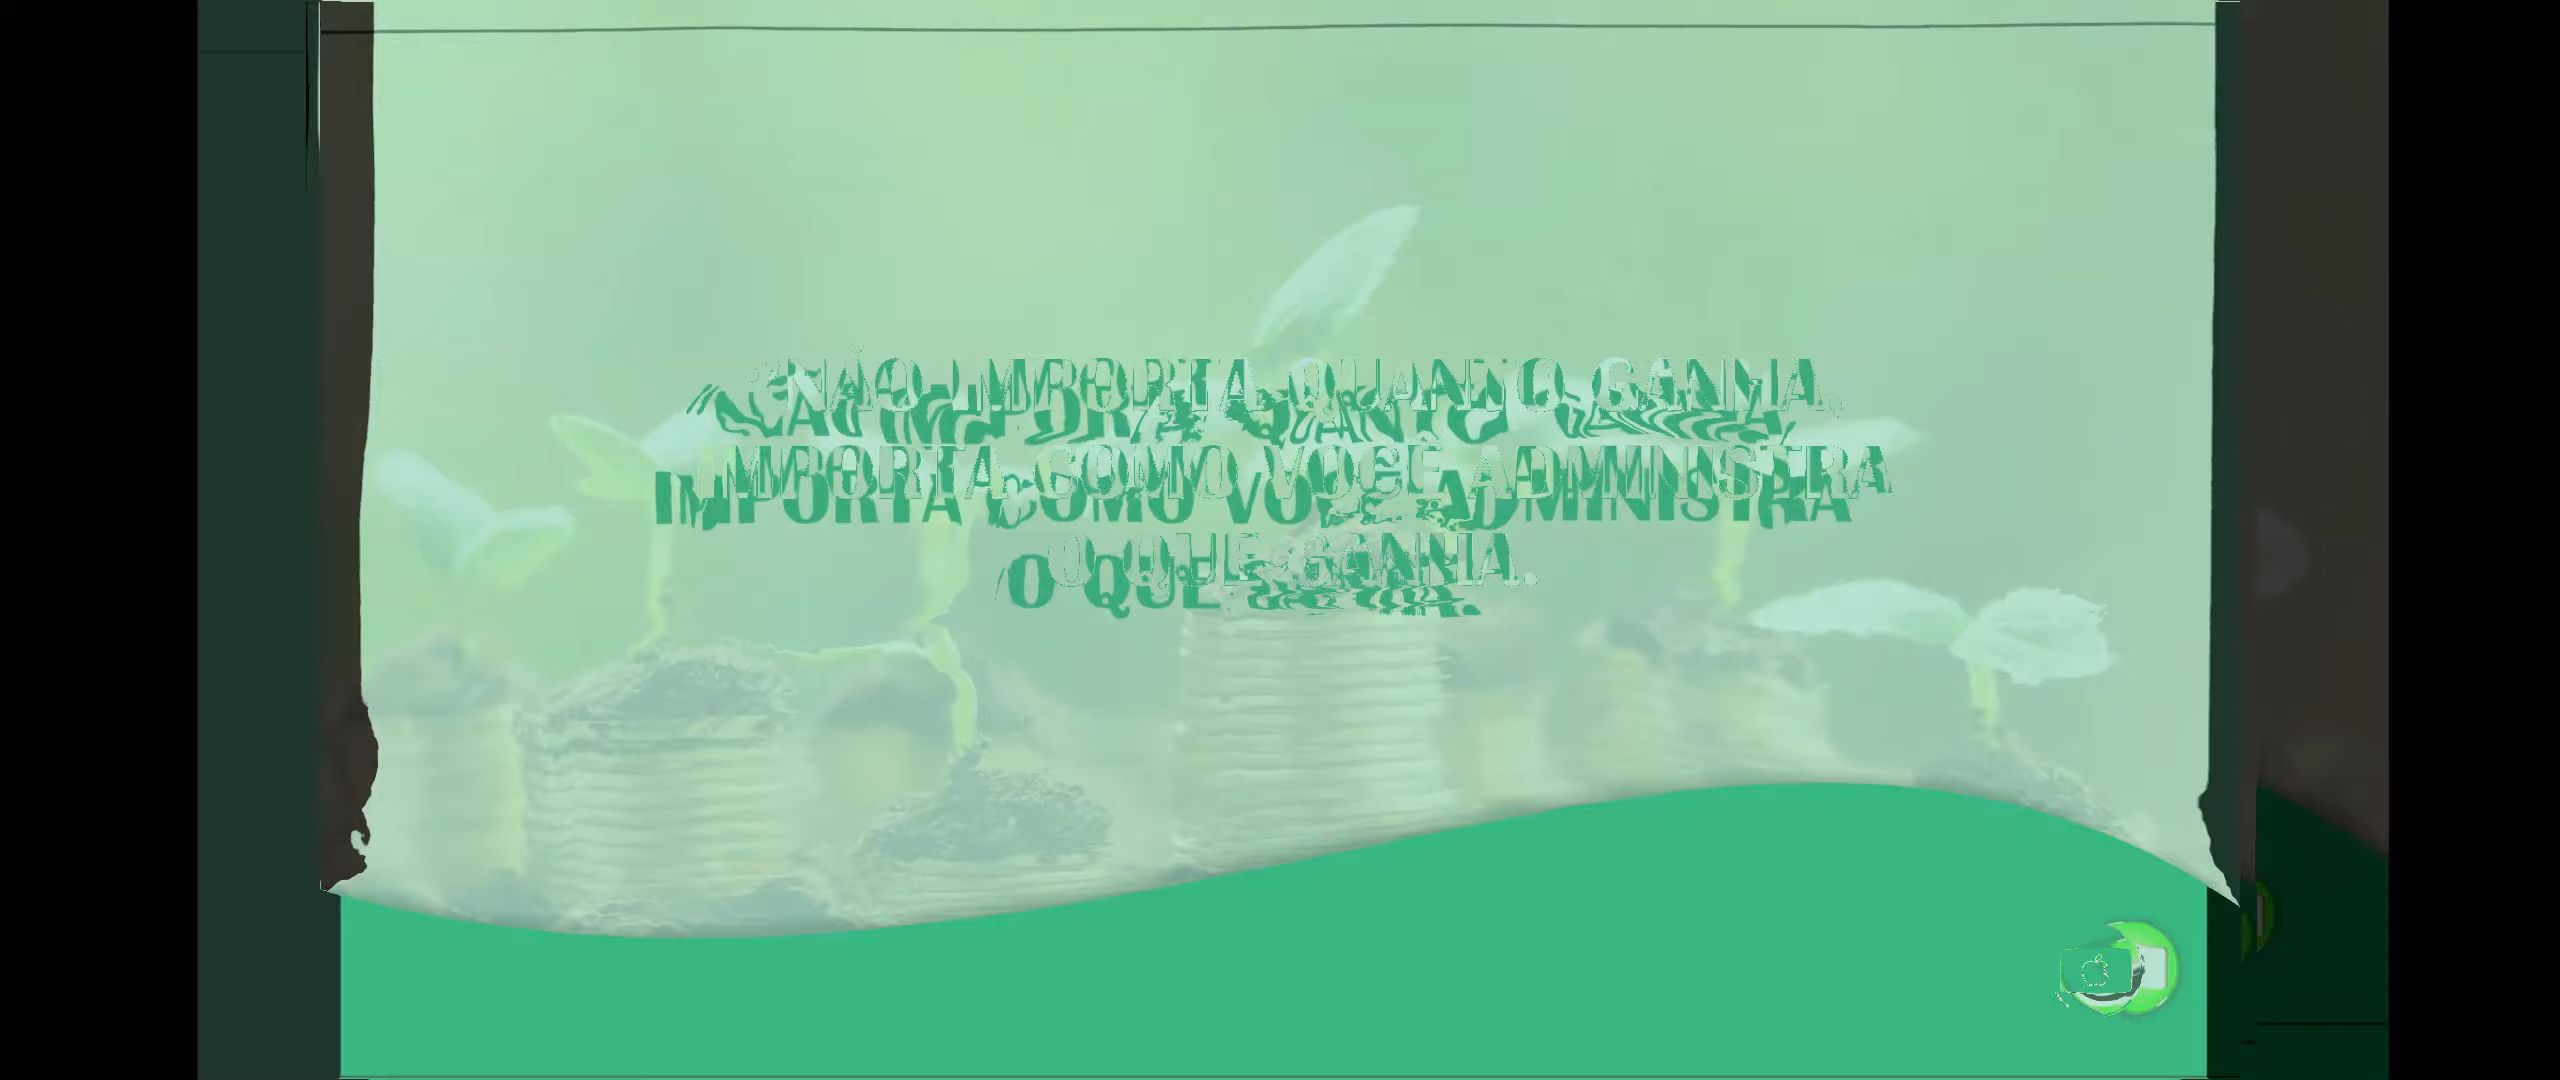 "NÃO IMPORTA QUANTO GANHA,
IMPORTA COMO VOCÊ ADMINISTRA
O QUE GANHA.